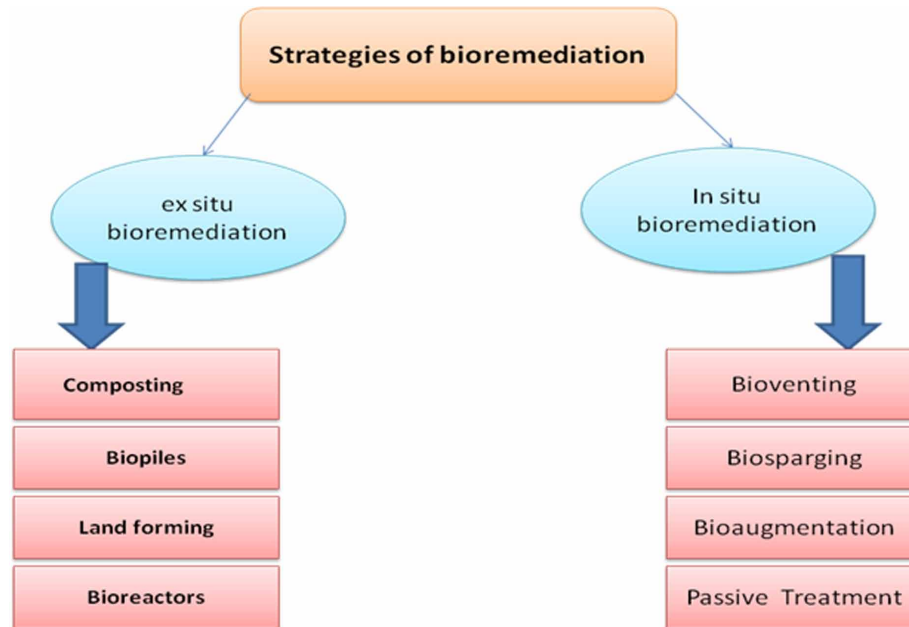 Strategies of bioremediation
ex situ
bioremediation
In situ
bioremediation
Composting
Biopiles
Land forming
Bioreactors
Bioventing
Biosparging
Bioaugmentation
Passive Treatment